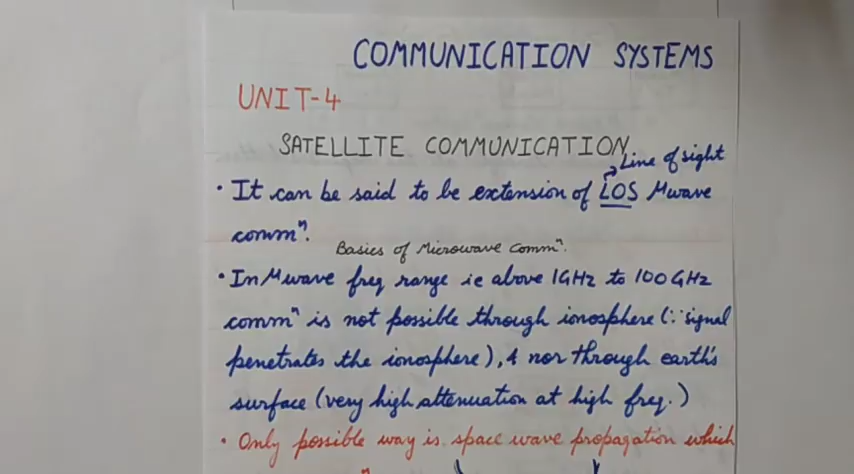 COMMUNICATION SYSTEMS
UNIT-4
SATELLITE COMMUNICATION
Line of sight
• It can be said to be extension of LOS Mwave
commⁿ.
Basics of Microwave Commⁿ.
• In Mwave freq range ie above 1GHz to 100GHz
commⁿ is not possible through ionosphere (∵ signal
penetrates the ionosphere), & nor through earth's
surface (very high attenuation at high freq.)
• Only possible way is space wave propagation which